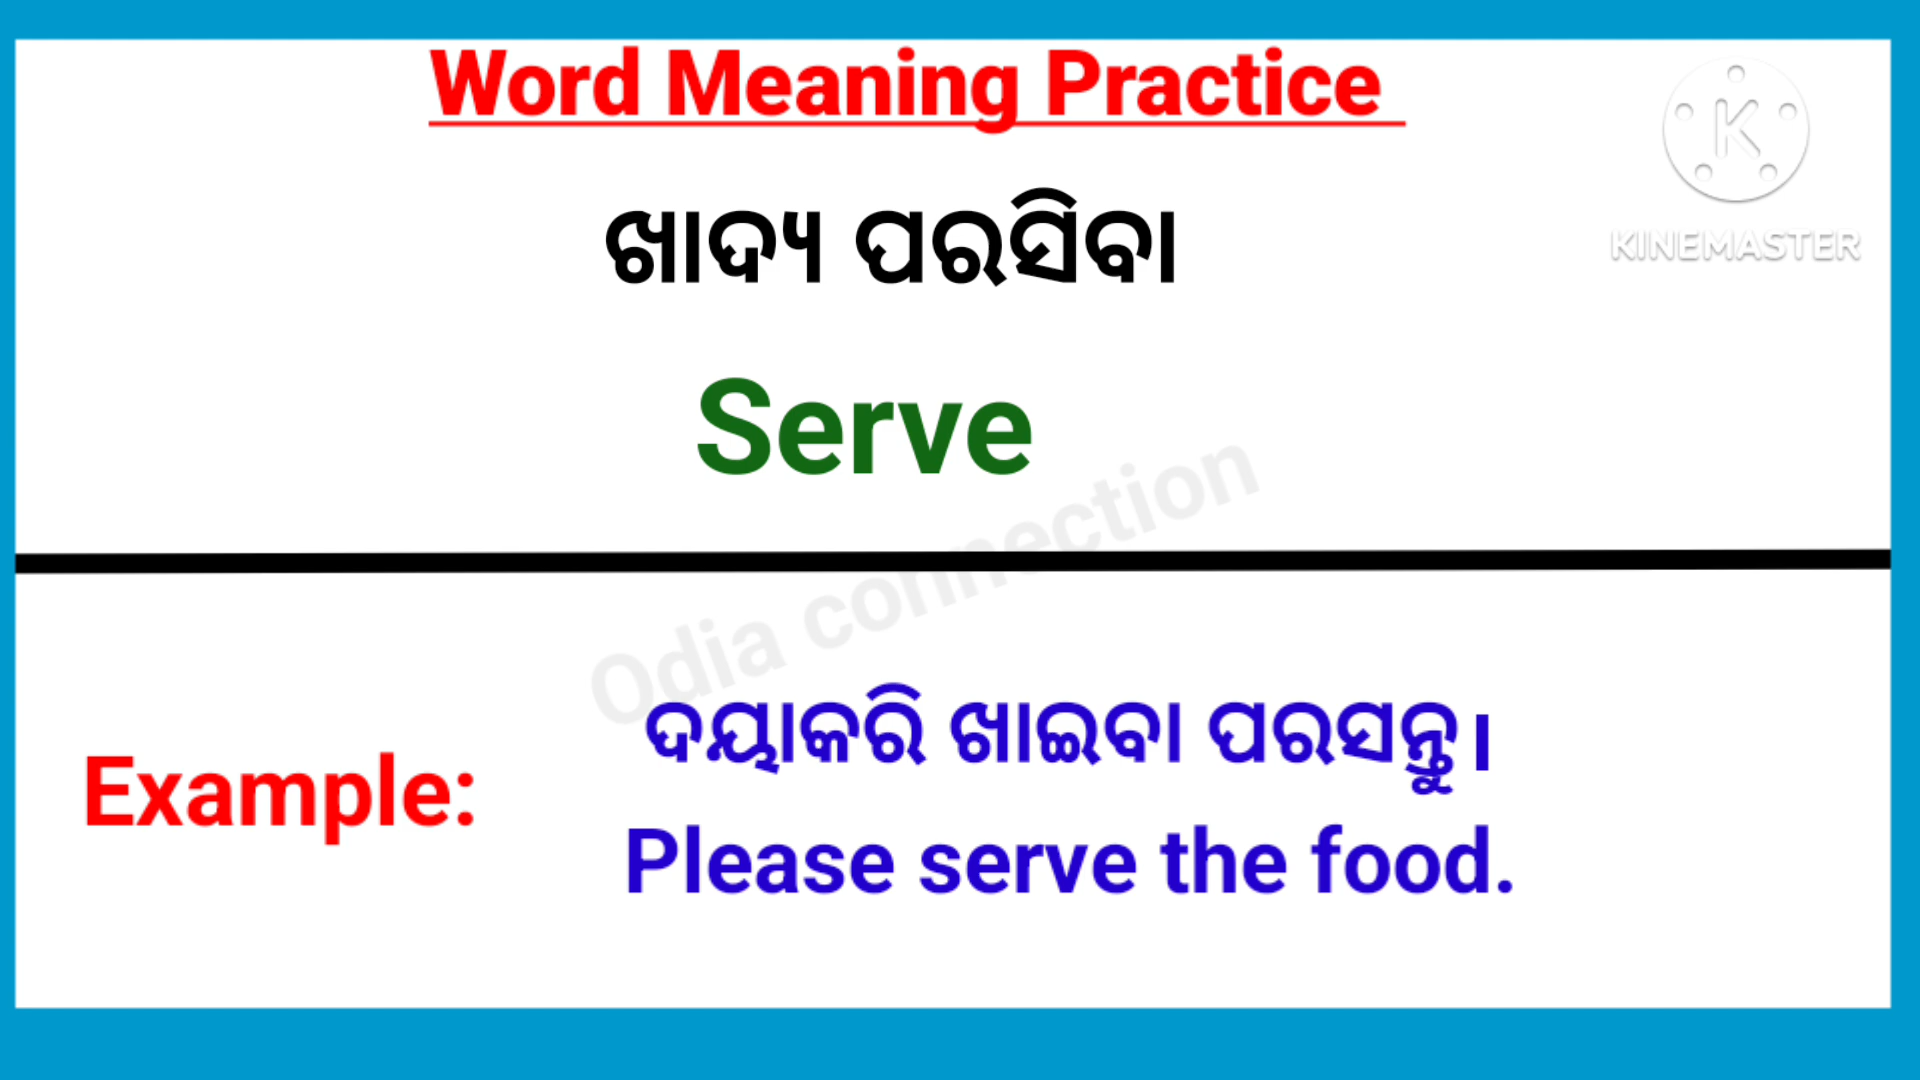 Word Meaning Practice
ଖାଦ୍ୟ ପରସିବା
KINEMASTER
Serve
Odia connection
Example:
ଦୟାକରି ଖାଇବା ପରସନ୍ତୁ।
Please serve the food.